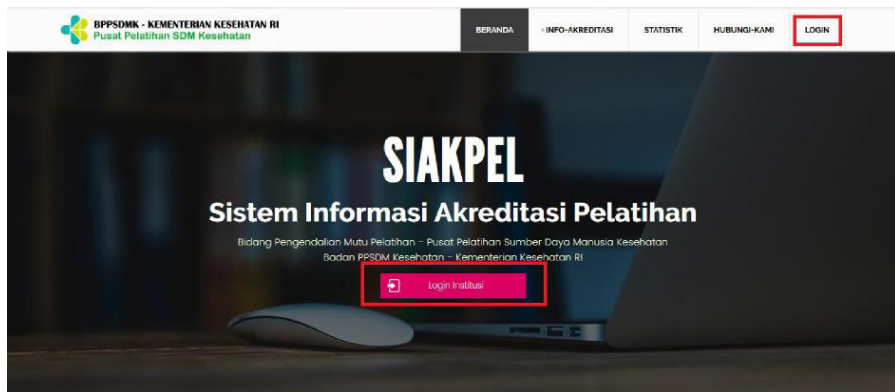 BPPSDMK - KEMENTERIAN KESEHATAN RI
Pusat Pelatihan SDM Kesehatan
BERANDA
INFO-AKREDITASI
STATISTIK
HUBUNGI-KAMI
LOGIN
SIAKPEL
Sistem Informasi Akreditasi Pelatihan
Bidang Pengendalian Mutu Pelatihan - Pusat Pelatihan Sumber Daya Manusia Kesehatan
Badan PPSDM Kesehatan - Kementerian Kesehatan RI
Login Institusi